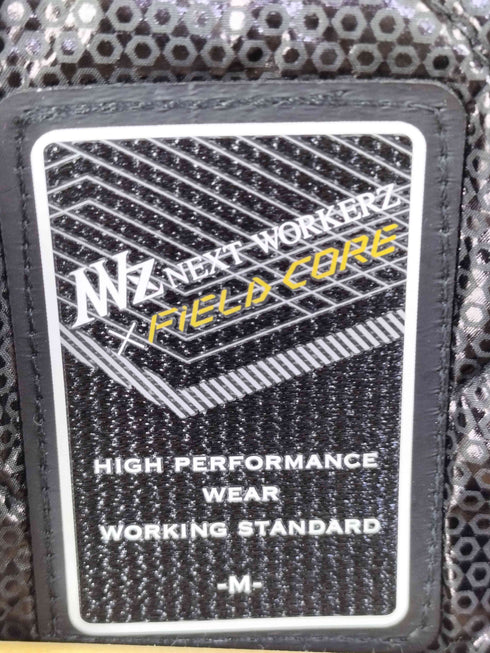 NWZ NEXT WORKERZ
× FiELD CORE
HIGH PERFORMANCE
WEAR
WORKING STANDARD
-M-